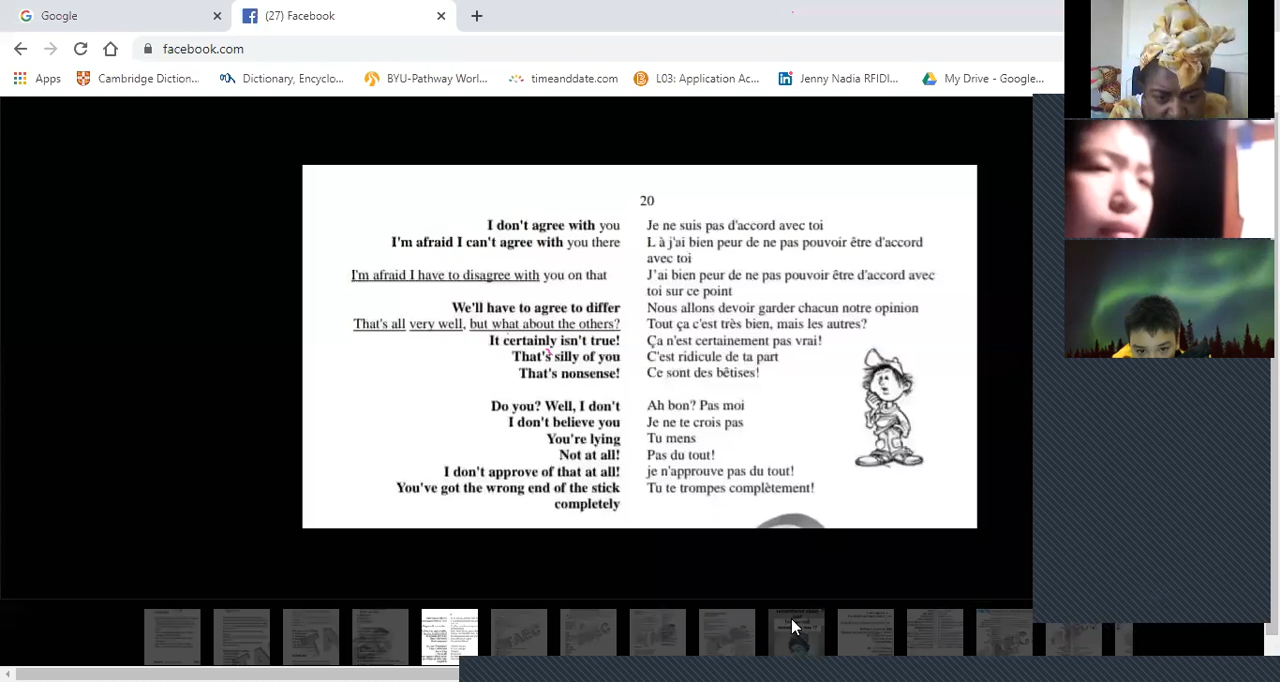 Google
(27) Facebook
facebook.com
Apps
Cambridge Diction...
Dictionary, Encyclo...
BYU-Pathway Worl...
timeanddate.com
L03: Application Ac...
Jenny Nadia RFIDI...
My Drive - Google...
20
I don't agree with you Je ne suis pas d'accord avec toi
I'm afraid I can't agree with you there L à j'ai bien peur de ne pas pouvoir être d'accord
avec toi
I'm afraid I have to disagree with you on that J'ai bien peur de ne pas pouvoir être d'accord avec
toi sur ce point
We'll have to agree to differ Nous allons devoir garder chacun notre opinion
That's all very well, but what about the others? Tout ça c'est très bien, mais les autres?
It certainly isn't true! Ça n'est certainement pas vrai!
That's silly of you C'est ridicule de ta part
That's nonsense! Ce sont des bêtises!
Do you? Well, I don't Ah bon? Pas moi
I don't believe you Je ne te crois pas
You're lying Tu mens
Not at all! Pas du tout!
I don't approve of that at all! je n'approuve pas du tout!
You've got the wrong end of the stick Tu te trompes complètement!
completely